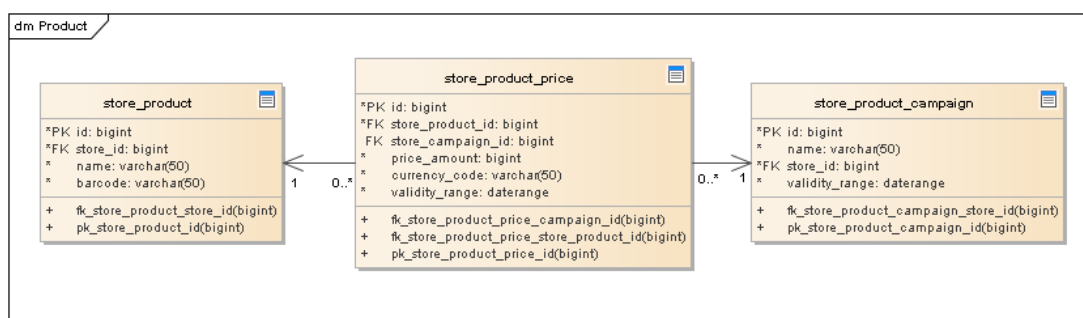 dm Product
store_product
*PK id: bigint
*FK store_id: bigint
* name: varchar(50)
* barcode: varchar(50)
+ fk_store_product_store_id(bigint)
+ pk_store_product_id(bigint)
1
0..*
store_product_price
*PK id: bigint
*FK store_product_id: bigint
FK store_campaign_id: bigint
* price_amount: bigint
* currency_code: varchar(50)
* validity_range: daterange
+ fk_store_product_price_campaign_id(bigint)
+ fk_store_product_price_store_product_id(bigint)
+ pk_store_product_price_id(bigint)
0..*
1
store_product_campaign
*PK id: bigint
* name: varchar(50)
*FK store_id: bigint
* validity_range: daterange
+ fk_store_product_campaign_store_id(bigint)
+ pk_store_product_campaign_id(bigint)